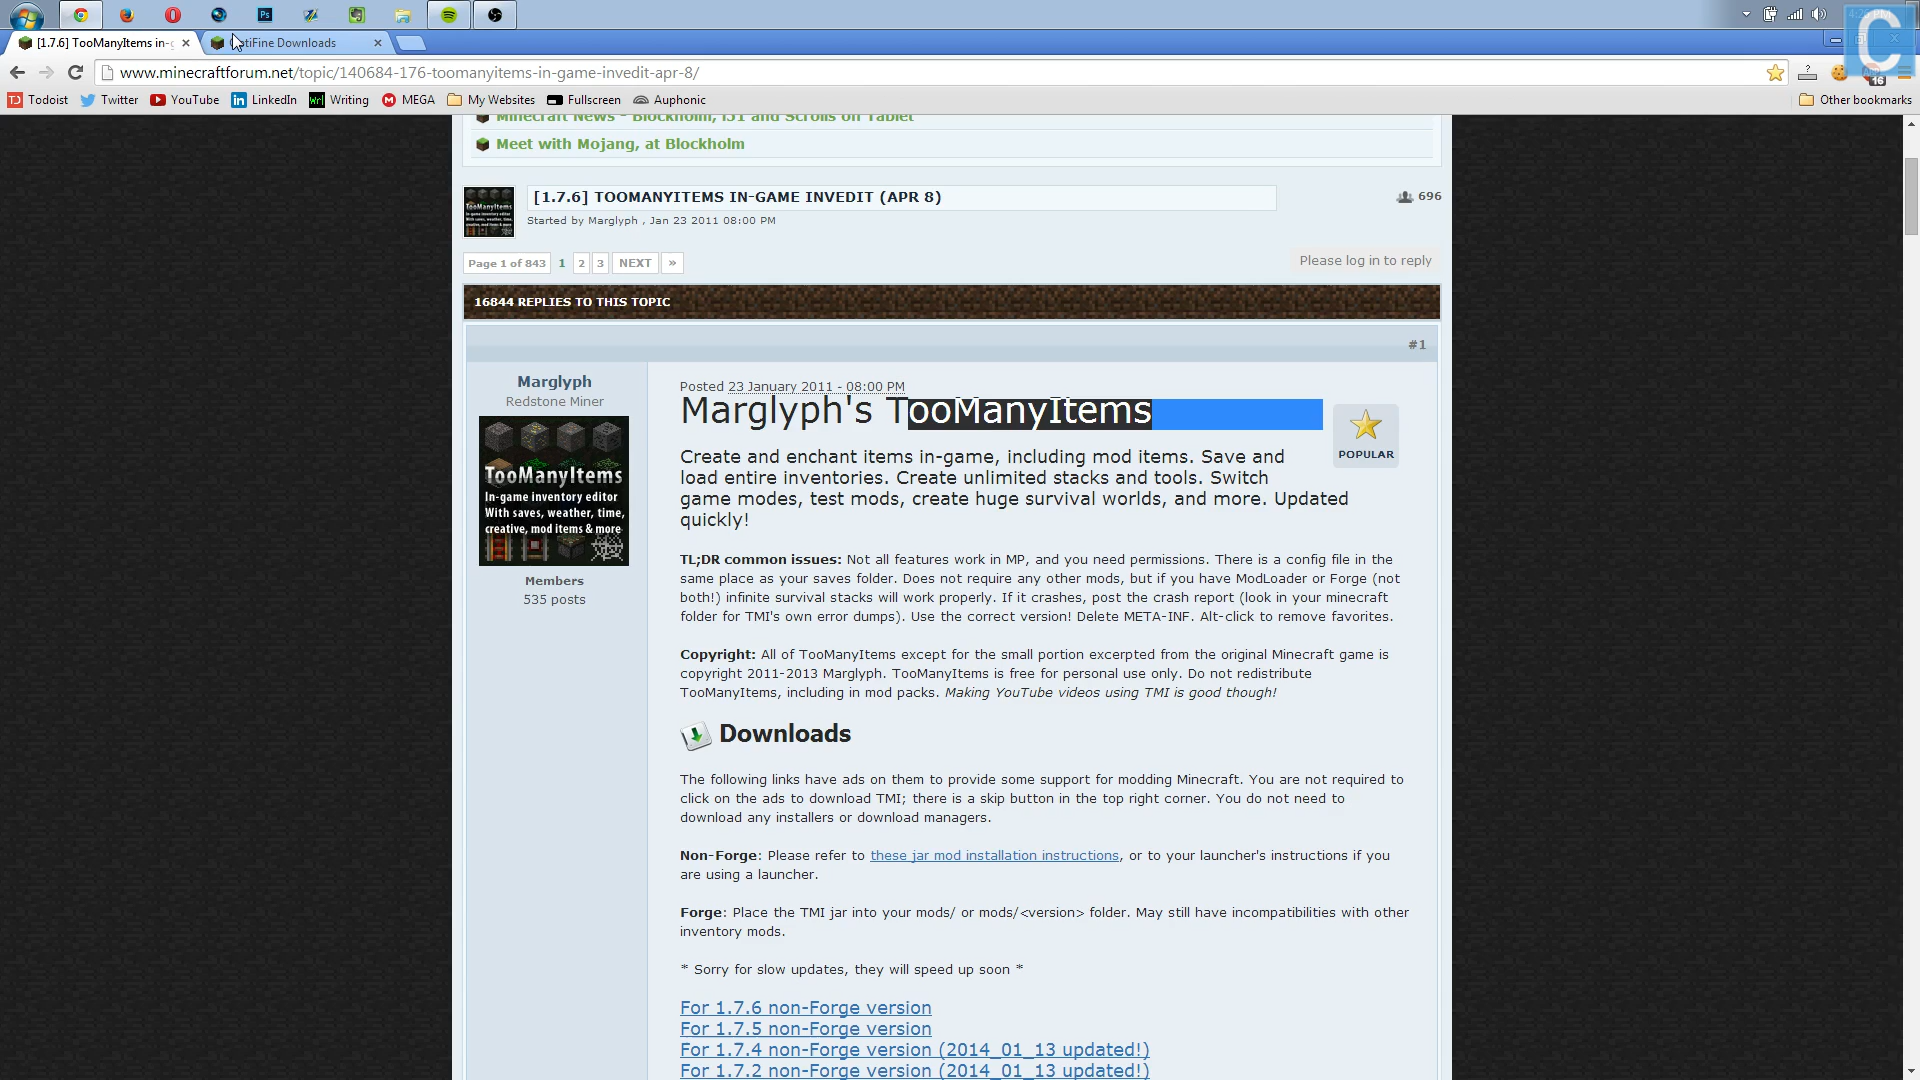 [1.7.6] TooManyItems in-g
tiFine Downloads
www.minecraftforum.net/topic/140684-176-toomanyitems-in-game-invedit-apr-8/
Todoist
Twitter
YouTube
LinkedIn
Writing
MEGA
My Websites
Fullscreen
Auphonic
Other bookmarks
16
Minecraft News - Blockholm, 1J1 and Scrolls on Tablet
Meet with Mojang, at Blockholm
[1.7.6] TOOMANYITEMS IN-GAME INVEDIT (APR 8)
696
Started by Marglyph , Jan 23 2011 08:00 PM
Page 1 of 843 1 2 3 NEXT »
Please log in to reply
16844 REPLIES TO THIS TOPIC
#1
Marglyph
Redstone Miner
TooManyItems
In-game inventory editor
With saves, weather, time,
creative, mod items & more
Members
535 posts
Posted 23 January 2011 - 08:00 PM
Marglyph's TooManyItems
POPULAR
Create and enchant items in-game, including mod items. Save and
load entire inventories. Create unlimited stacks and tools. Switch
game modes, test mods, create huge survival worlds, and more. Updated
quickly!
TL;DR common issues: Not all features work in MP, and you need permissions. There is a config file in the
same place as your saves folder. Does not require any other mods, but if you have ModLoader or Forge (not
both!) infinite survival stacks will work properly. If it crashes, post the crash report (look in your minecraft
folder for TMI's own error dumps). Use the correct version! Delete META-INF. Alt-click to remove favorites.
Copyright: All of TooManyItems except for the small portion excerpted from the original Minecraft game is
copyright 2011-2013 Marglyph. TooManyItems is free for personal use only. Do not redistribute
TooManyItems, including in mod packs. Making YouTube videos using TMI is good though!
Downloads
The following links have ads on them to provide some support for modding Minecraft. You are not required to
click on the ads to download TMI; there is a skip button in the top right corner. You do not need to
download any installers or download managers.
Non-Forge: Please refer to these jar mod installation instructions, or to your launcher's instructions if you
are using a launcher.
Forge: Place the TMI jar into your mods/ or mods/<version> folder. May still have incompatibilities with other
inventory mods.
* Sorry for slow updates, they will speed up soon *
For 1.7.6 non-Forge version
For 1.7.5 non-Forge version
For 1.7.4 non-Forge version (2014_01_13 updated!)
For 1.7.2 non-Forge version (2014_01_13 updated!)